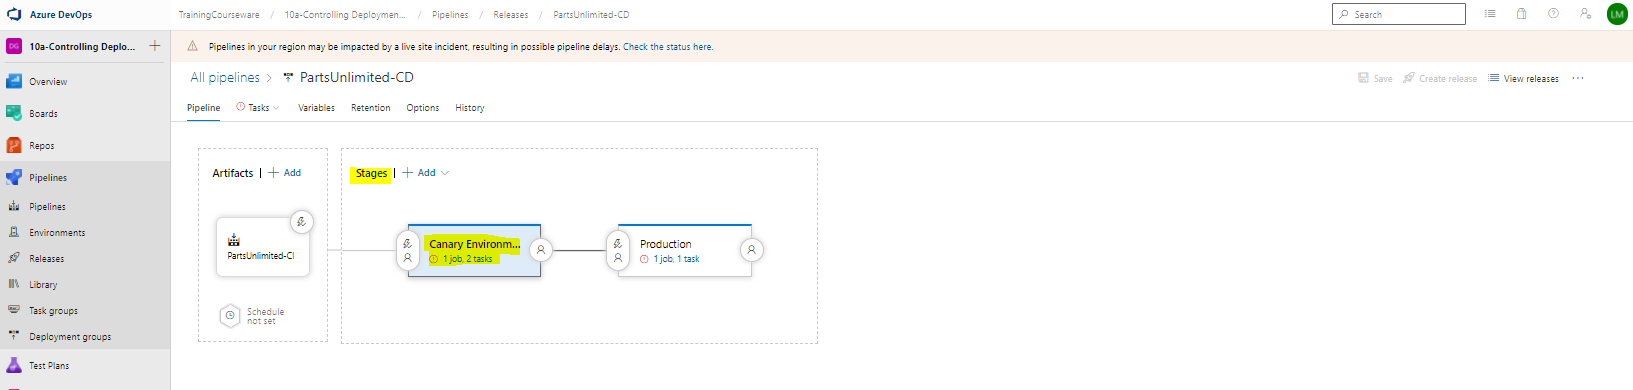 Azure DevOps
TrainingCourseware / 10a-Controlling Deploymen... / Pipelines / Releases / PartsUnlimited-CD
Search
LM
DG 10a-Controlling Deplo... +
Pipelines in your region may be impacted by a live site incident, resulting in possible pipeline delays. Check the status here.
Overview
Boards
Repos
Pipelines
Pipelines
Environments
Releases
Library
Task groups
Deployment groups
Test Plans
All pipelines > PartsUnlimited-CD
Save Create release View releases ...
Pipeline Tasks Variables Retention Options History
Artifacts | + Add
PartsUnlimited-CI
Schedule
not set
Stages | + Add
Canary Environm...
1 job, 2 tasks
Production
1 job, 1 task